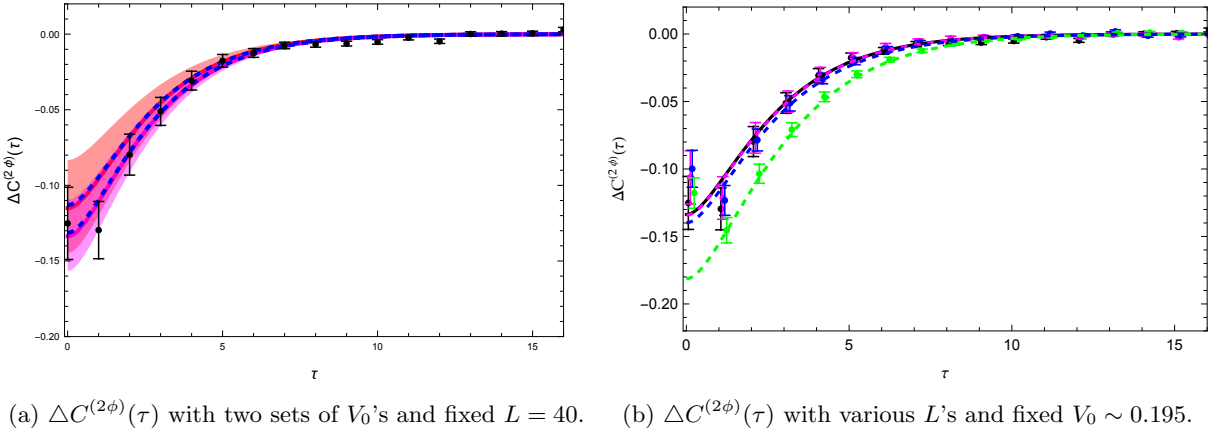 0.00
-0.05
-0.10
-0.15
-0.20
ΔC^(2 ϕ)(τ)
0 5 10 15
τ
0.00
-0.05
-0.10
-0.15
-0.20
ΔC^(2 ϕ)(τ)
0 5 10 15
τ
(a) △C^(2ϕ)(τ) with two sets of V₀'s and fixed L = 40.
(b) △C^(2ϕ)(τ) with various L's and fixed V₀ ∼ 0.195.